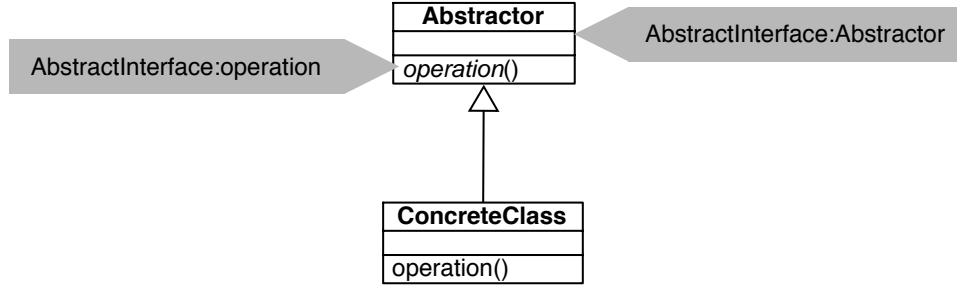 Abstractor
AbstractInterface:Abstractor
AbstractInterface:operation
operation()
ConcreteClass
operation()